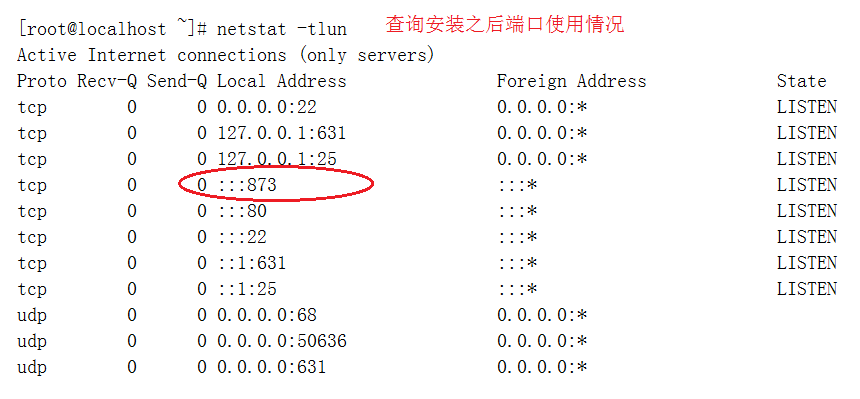 [root@localhost ~]# netstat -tlun 查询安装之后端口使用情况
Active Internet connections (only servers)
Proto Recv-Q Send-Q Local Address Foreign Address State
tcp 0 0 0.0.0.0:22 0.0.0.0:* LISTEN
tcp 0 0 127.0.0.1:631 0.0.0.0:* LISTEN
tcp 0 0 127.0.0.1:25 0.0.0.0:* LISTEN
tcp 0 0 :::873 :::* LISTEN
tcp 0 0 :::80 :::* LISTEN
tcp 0 0 :::22 :::* LISTEN
tcp 0 0 ::1:631 :::* LISTEN
tcp 0 0 ::1:25 :::* LISTEN
udp 0 0 0.0.0.0:68 0.0.0.0:*
udp 0 0 0.0.0.0:50636 0.0.0.0:*
udp 0 0 0.0.0.0:631 0.0.0.0:*